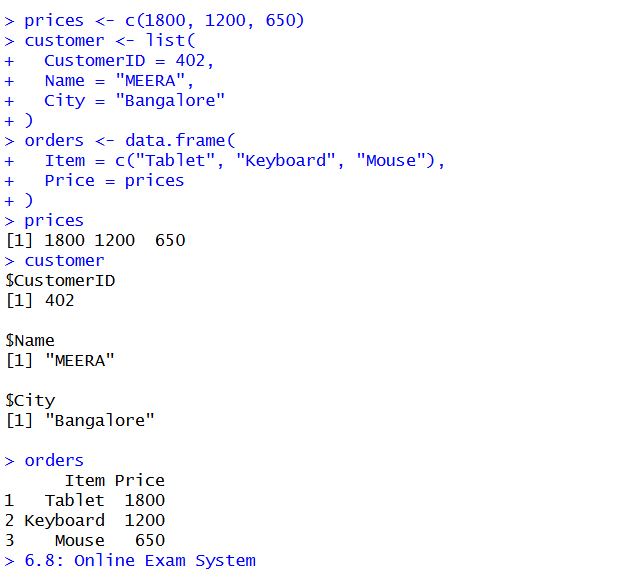 > prices <- c(1800, 1200, 650)
> customer <- list(
+   CustomerID = 402,
+   Name = "MEERA",
+   City = "Bangalore"
+ )
> orders <- data.frame(
+   Item = c("Tablet", "Keyboard", "Mouse"),
+   Price = prices
+ )
> prices
[1] 1800 1200  650
> customer
$CustomerID
[1] 402

$Name
[1] "MEERA"

$City
[1] "Bangalore"

> orders
      Item Price
1   Tablet  1800
2 Keyboard  1200
3    Mouse   650
> 6.8: Online Exam System